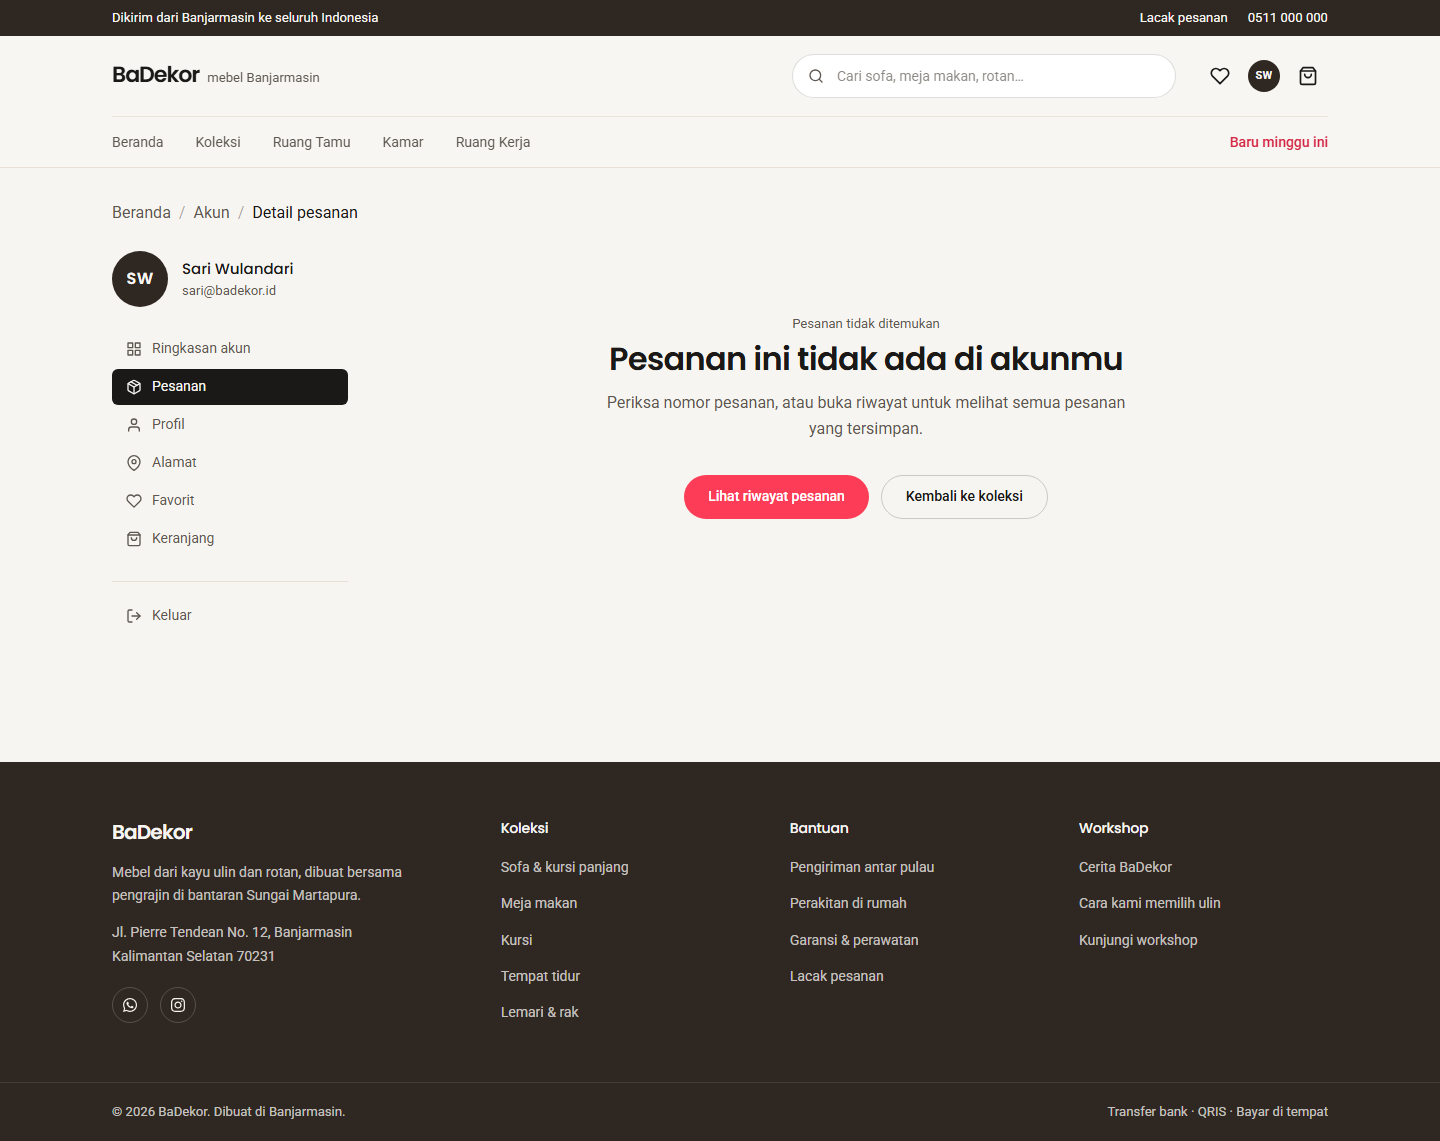 Dikirim dari Banjarmasin ke seluruh Indonesia
Lacak pesanan
0511 000 000
BaDekor mebel Banjarmasin
Cari sofa, meja makan, rotan...
SW
Beranda
Koleksi
Ruang Tamu
Kamar
Ruang Kerja
Baru minggu ini
Beranda / Akun / Detail pesanan
SW
Sari Wulandari
sari@badekor.id
Ringkasan akun
Pesanan
Profil
Alamat
Favorit
Keranjang
Keluar
Pesanan tidak ditemukan
Pesanan ini tidak ada di akunmu
Periksa nomor pesanan, atau buka riwayat untuk melihat semua pesanan
yang tersimpan.
Lihat riwayat pesanan
Kembali ke koleksi
BaDekor
Mebel dari kayu ulin dan rotan, dibuat bersama
pengrajin di bantaran Sungai Martapura.
Jl. Pierre Tendean No. 12, Banjarmasin
Kalimantan Selatan 70231
Koleksi
Sofa & kursi panjang
Meja makan
Kursi
Tempat tidur
Lemari & rak
Bantuan
Pengiriman antar pulau
Perakitan di rumah
Garansi & perawatan
Lacak pesanan
Workshop
Cerita BaDekor
Cara kami memilih ulin
Kunjungi workshop
© 2026 BaDekor. Dibuat di Banjarmasin.
Transfer bank · QRIS · Bayar di tempat